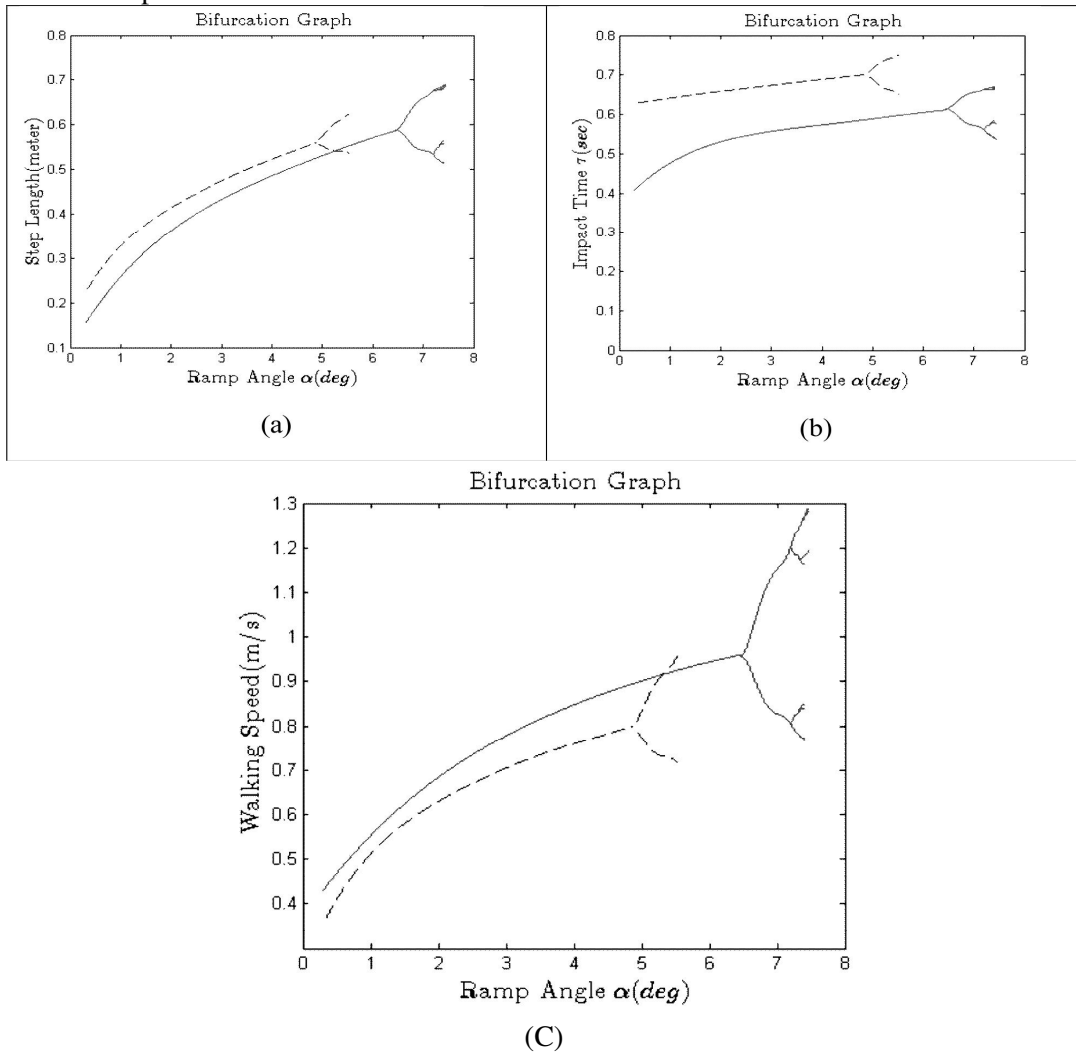 Bifurcation Graph
0.8
0.7
0.6
0.5
0.4
0.3
0.2
0.1
Step Length(meter)
0 1 2 3 4 5 6 7 8
Ramp Angle α(deg)
(a)
Bifurcation Graph
0.8
0.7
0.6
0.5
0.4
0.3
0.2
0.1
0
Impact Time τ(sec)
0 1 2 3 4 5 6 7 8
Ramp Angle α(deg)
(b)
Bifurcation Graph
1.3
1.2
1.1
1
0.9
0.8
0.7
0.6
0.5
0.4
Walking Speed(m/s)
0 1 2 3 4 5 6 7 8
Ramp Angle α(deg)
(C)